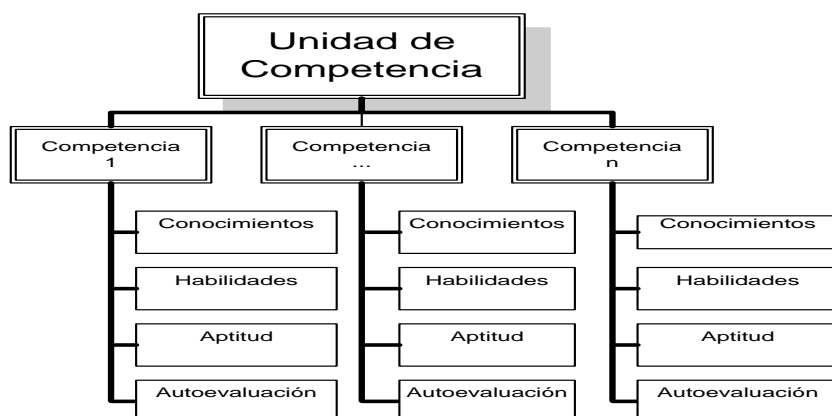 Unidad de
Competencia
Competencia
1
Competencia
...
Competencia
n
Conocimientos
Conocimientos
Conocimientos
Habilidades
Habilidades
Habilidades
Aptitud
Aptitud
Aptitud
Autoevaluación
Autoevaluación
Autoevaluación